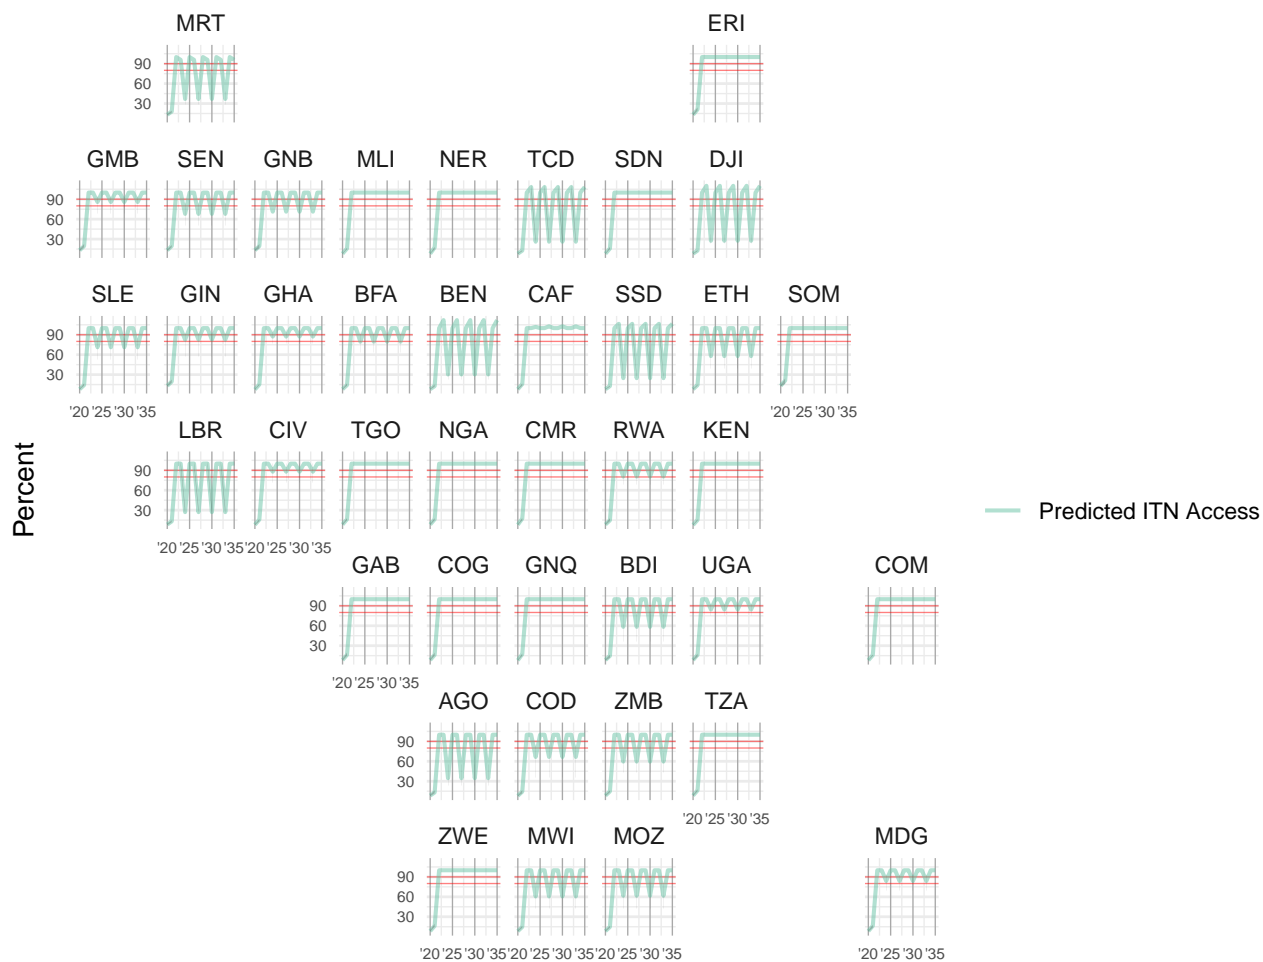 MRT ERI
90
60
30
GMB SEN GNB MLI NER TCD SDN DJI
90
60
30
SLE GIN GHA BFA BEN CAF SSD ETH SOM
90
60
30
'20 '25 '30 '35 '20 '25 '30 '35
LBR CIV TGO NGA CMR RWA KEN
90
60
30
'20 '25 '30 '35 '20 '25 '30 '35
GAB COG GNQ BDI UGA COM
90
60
30
'20 '25 '30 '35
AGO COD ZMB TZA
90
60
30
'20 '25 '30 '35
ZWE MWI MOZ MDG
90
60
30
'20 '25 '30 '35 '20 '25 '30 '35 '20 '25 '30 '35 '20 '25 '30 '35
Percent
Predicted ITN Access